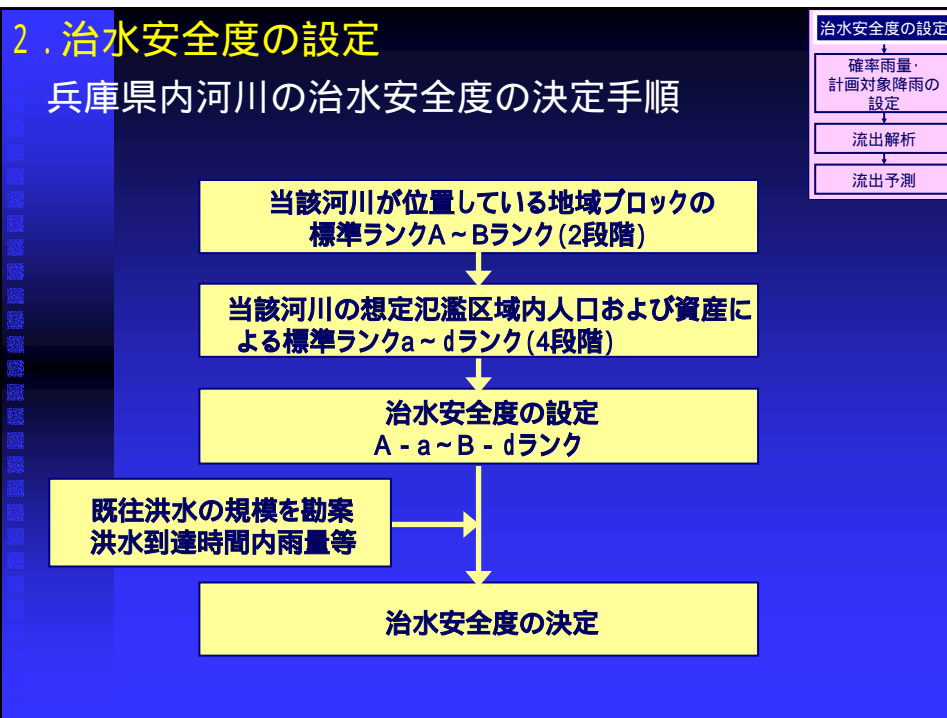 2．治水安全度の設定
兵庫県内河川の治水安全度の決定手順
治水安全度の設定
確率雨量・
計画対象降雨の
設定
流出解析
流出予測
当該河川が位置している地域ブロックの
標準ランクA～Bランク(2段階)
当該河川の想定氾濫区域内人口および資産に
よる標準ランクa～dランク(4段階)
治水安全度の設定
A-a～B-dランク
既往洪水の規模を勘案
洪水到達時間内雨量等
治水安全度の決定